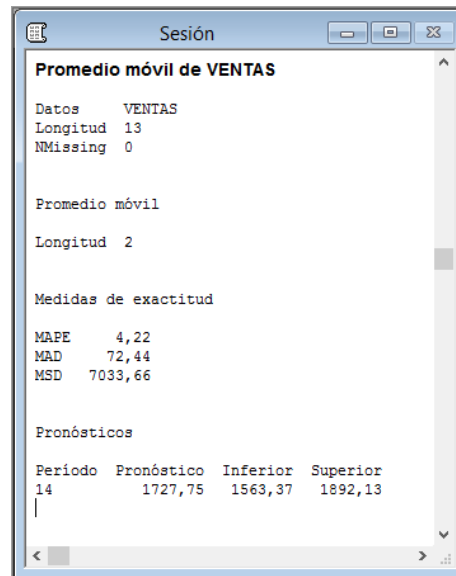 Sesión
Promedio móvil de VENTAS
Datos VENTAS
Longitud 13
NMissing 0
Promedio móvil
Longitud 2
Medidas de exactitud
MAPE 4,22
MAD 72,44
MSD 7033,66
Pronósticos
Período Pronóstico Inferior Superior
14 1727,75 1563,37 1892,13